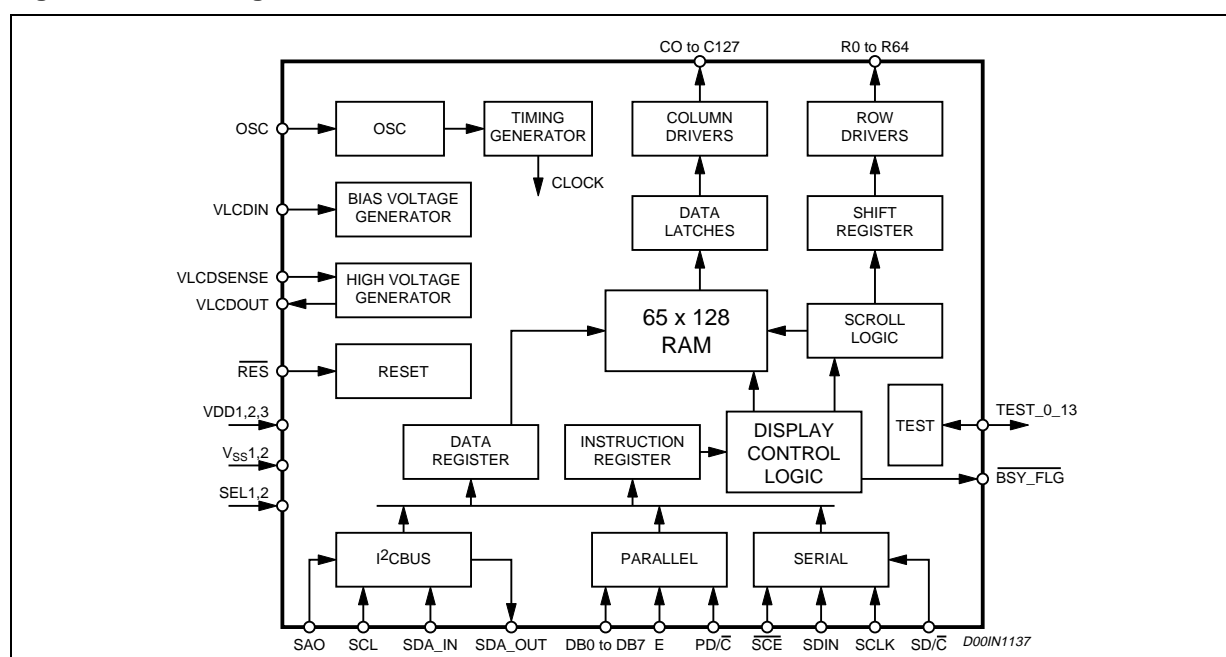 CO to C127
R0 to R64
OSC
OSC
TIMING
GENERATOR
COLUMN
DRIVERS
ROW
DRIVERS
CLOCK
VLCDIN
BIAS VOLTAGE
GENERATOR
DATA
LATCHES
SHIFT
REGISTER
VLCDSENSE
VLCDOUT
HIGH VOLTAGE
GENERATOR
65 x 128
RAM
SCROLL
LOGIC
R̅E̅S̅
RESET
VDD1,2,3
VSS1,2
SEL1,2
DATA
REGISTER
INSTRUCTION
REGISTER
DISPLAY
CONTROL
LOGIC
TEST
TEST_0_13
B̅S̅Y̅_̅F̅L̅G̅
I²CBUS
PARALLEL
SERIAL
SAO
SCL
SDA_IN
SDA_OUT
DB0 to DB7
E
PD/C̅
S̅C̅E̅
SDIN
SCLK
SD/C̅
D00IN1137